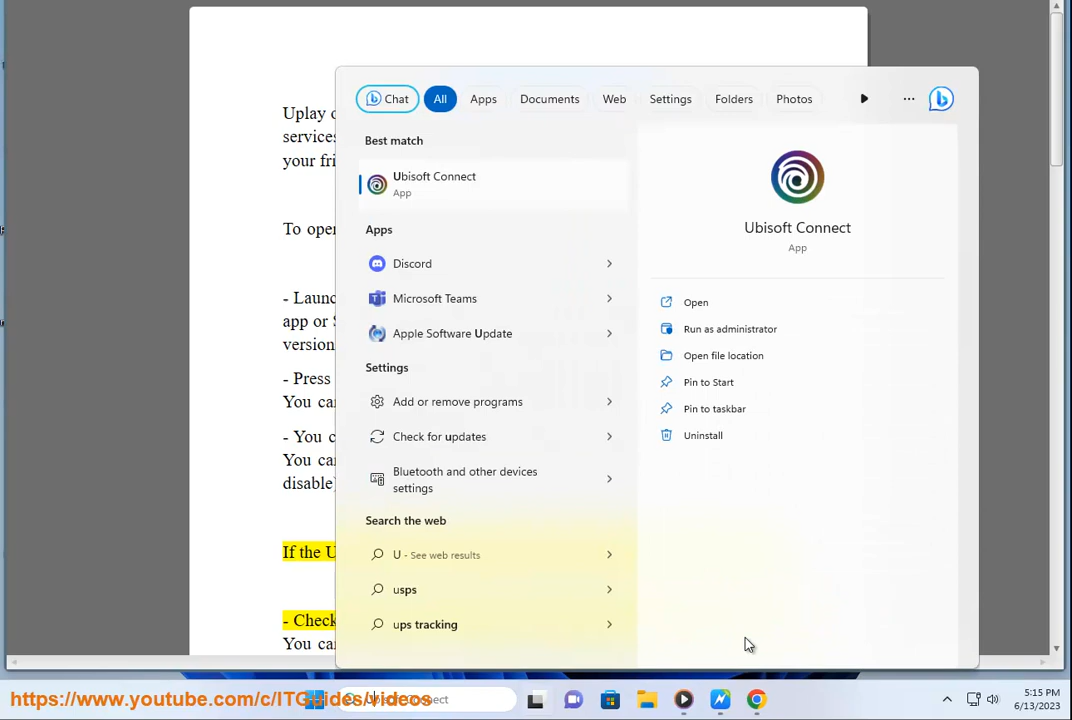 Uplay o
services
your fri
To open
- Launc
app or S
version
- Press
You can
- You c
You can
disable
If the U
- Check
You can
Chat All Apps Documents Web Settings Folders Photos
Best match
Ubisoft Connect
App
Apps
Discord
Microsoft Teams
Apple Software Update
Settings
Add or remove programs
Check for updates
Bluetooth and other devices
settings
Search the web
U - See web results
usps
ups tracking
Ubisoft Connect
App
Open
Run as administrator
Open file location
Pin to Start
Pin to taskbar
Uninstall
https://www.youtube.com/c/ITGuides/videos
5:15 PM
6/13/2023